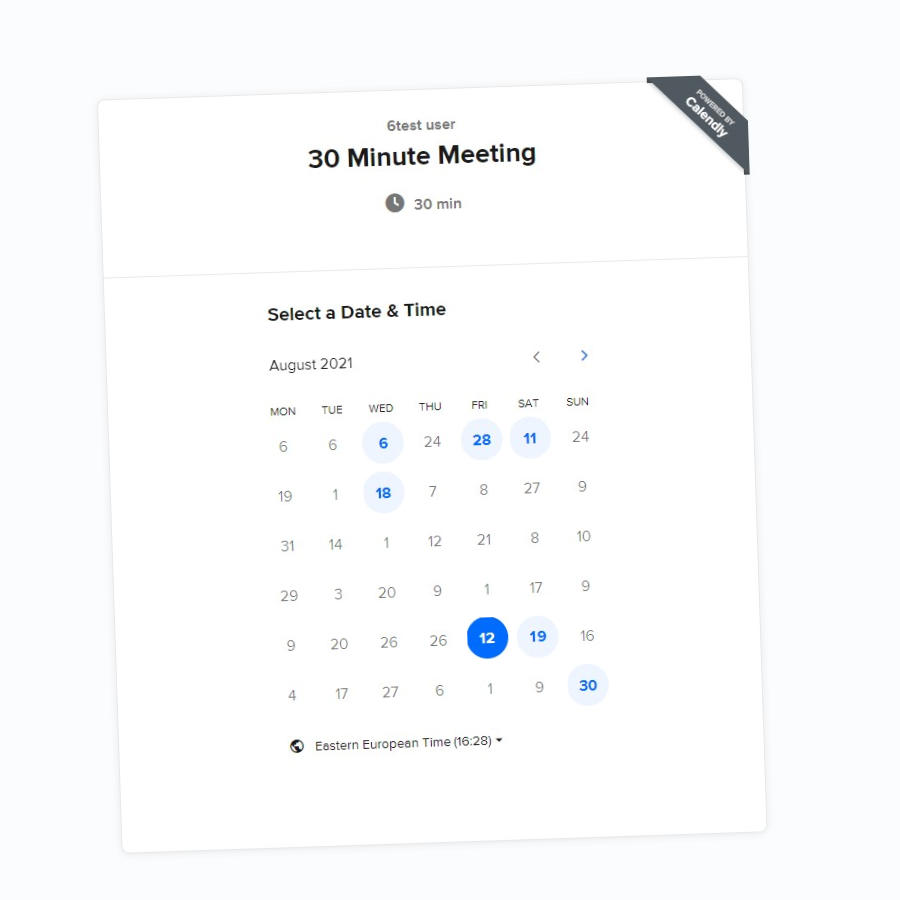 POWERED BY
Calendly
6test user
30 Minute Meeting
30 min
Select a Date & Time
August 2021
MON TUE WED THU FRI SAT SUN
6 6 6 24 28 11 24
19 1 18 7 8 27 9
31 14 1 12 21 8 10
29 3 20 9 1 17 9
9 20 26 26 12 19 16
4 17 27 6 1 9 30
Eastern European Time (16:28)